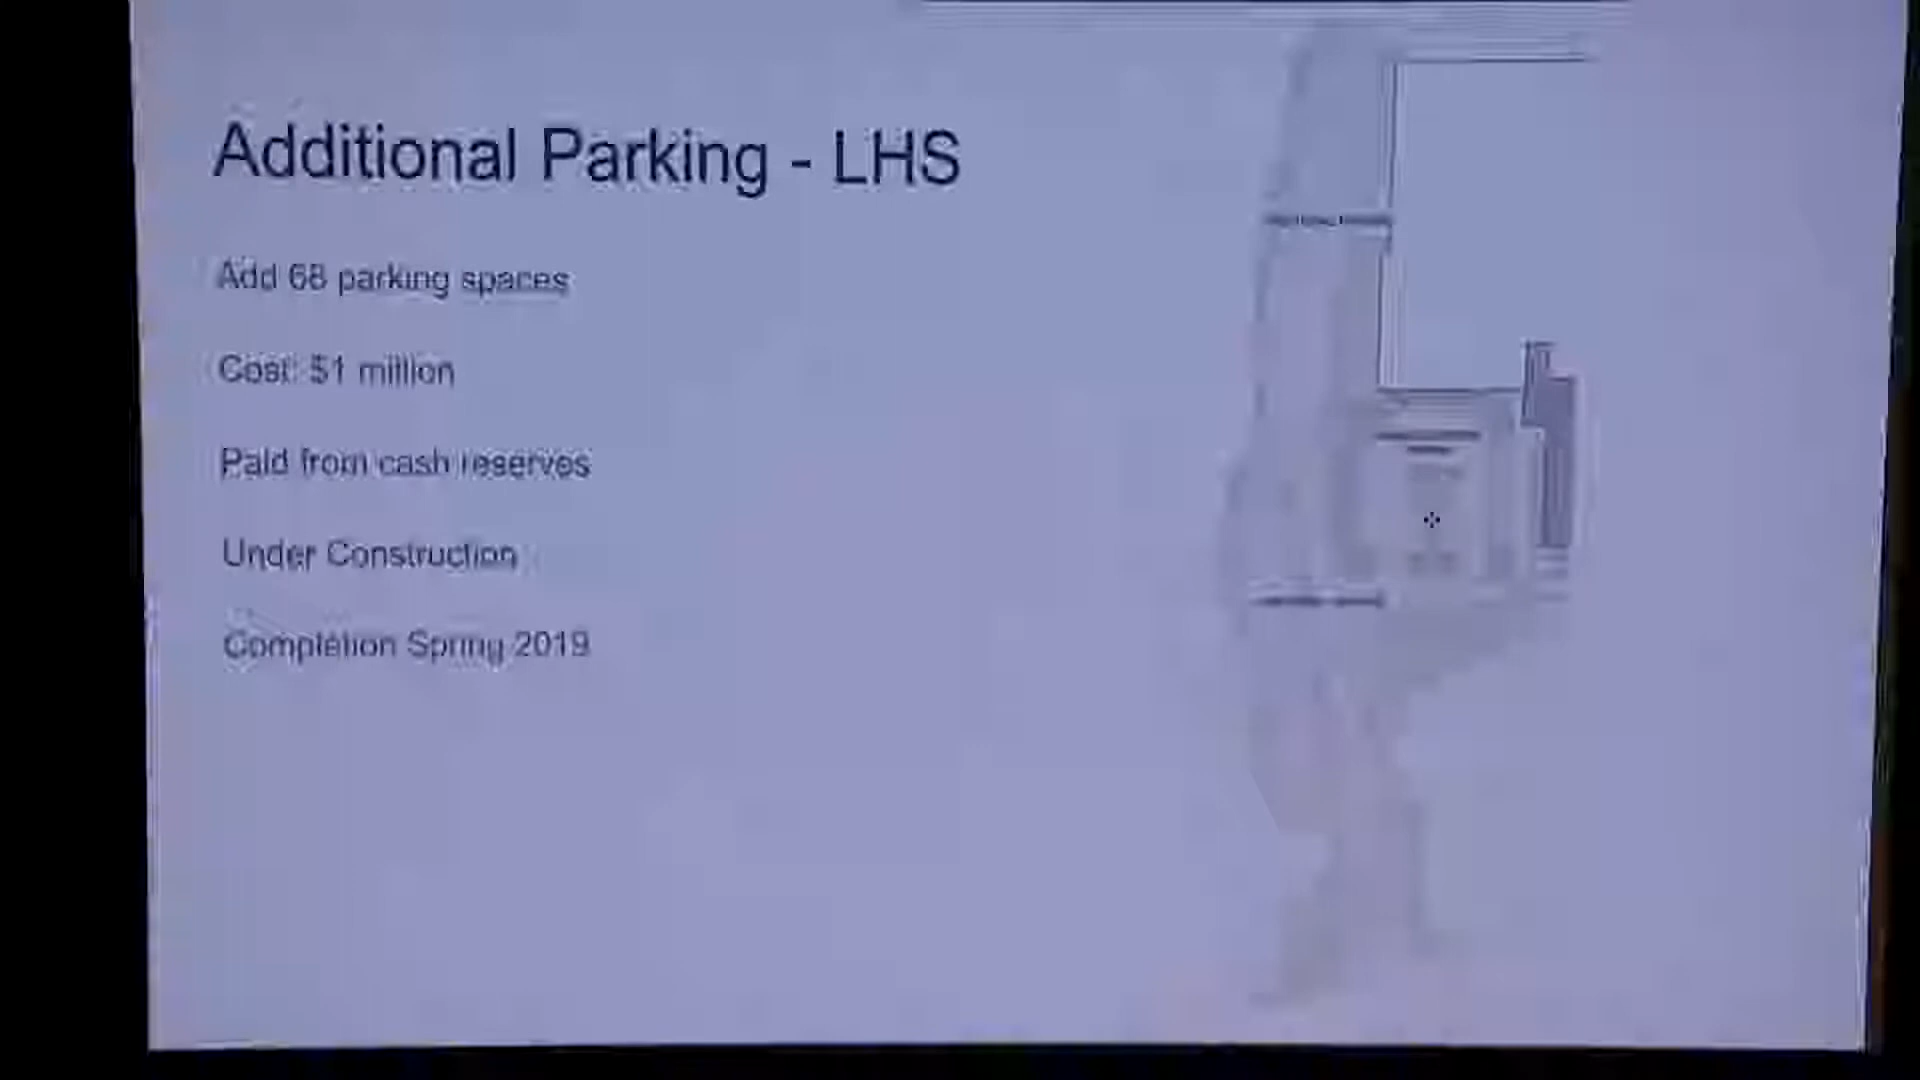 Additional Parking - LHS
Add 68 parking spaces
Cost: $1 million
Paid from cash reserves
Under Construction
Completion Spring 2019